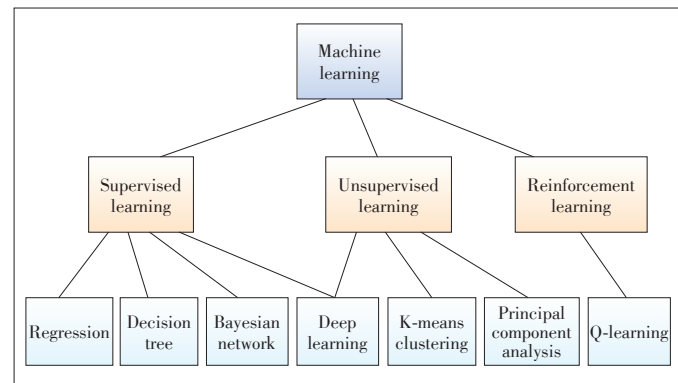 Machine
learning
Supervised
learning
Unsupervised
learning
Reinforcement
learning
Regression
Decision
tree
Bayesian
network
Deep
learning
K-means
clustering
Principal
component
analysis
Q-learning